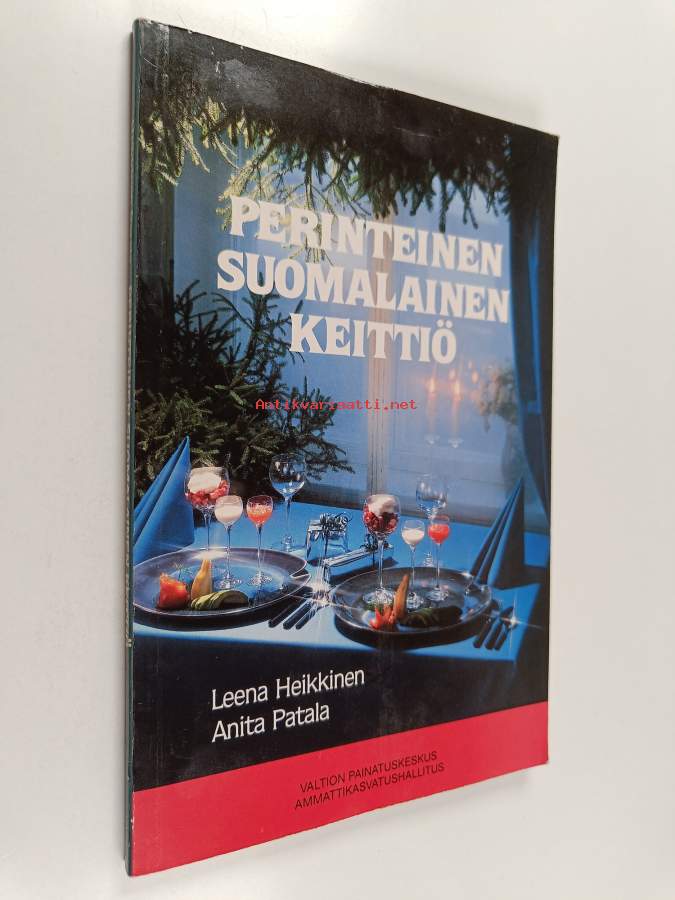 PERINTEINEN
SUOMALAINEN
KEITTIÖ
Antikvariaatti.net
Leena Heikkinen
Anita Patala
VALTION PAINATUSKESKUS
AMMATTIKASVATUSHALLITUS